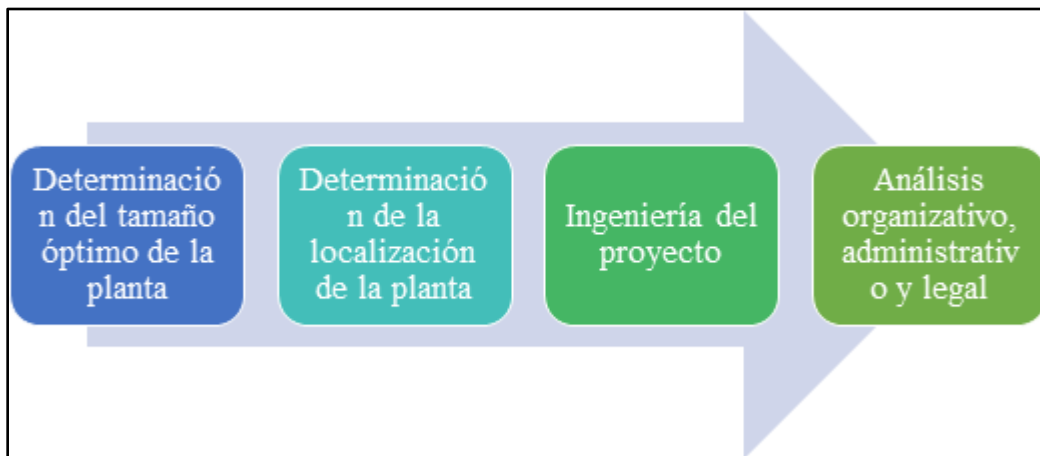 Determinació
n del tamaño
óptimo de la
planta
Determinació
n de la
localización
de la planta
Ingeniería del
proyecto
Análisis
organizativo,
administrativ
o y legal